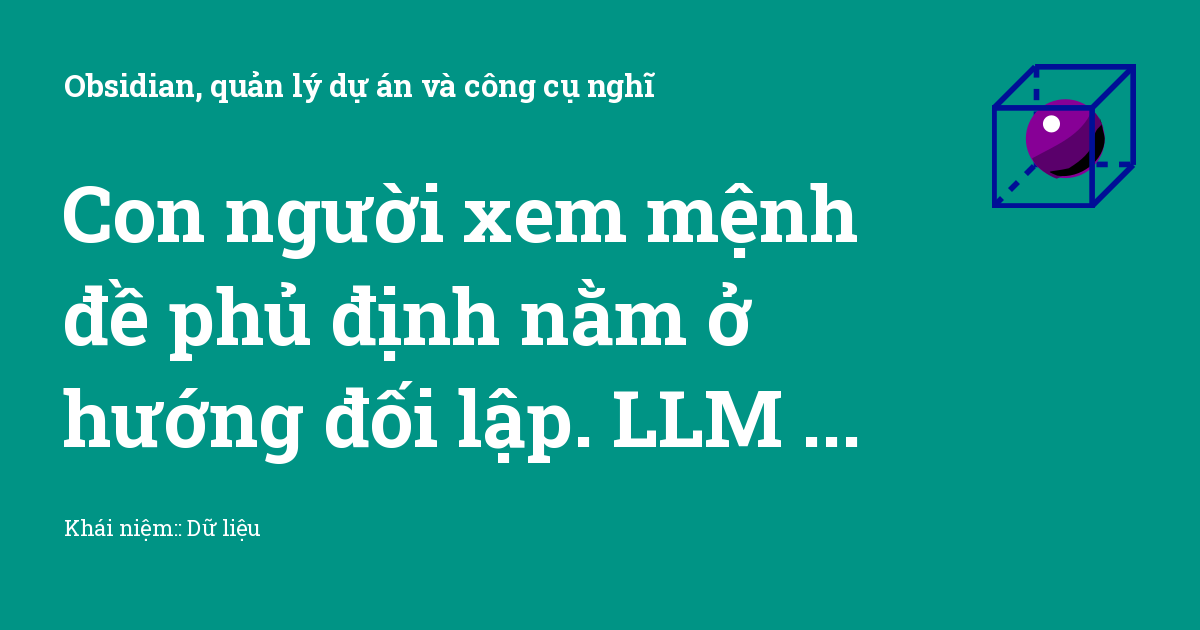 Obsidian, quản lý dự án và công cụ nghĩ
Con người xem mệnh
đề phủ định nằm ở
hướng đối lập. LLM ...
Khái niệm:: Dữ liệu